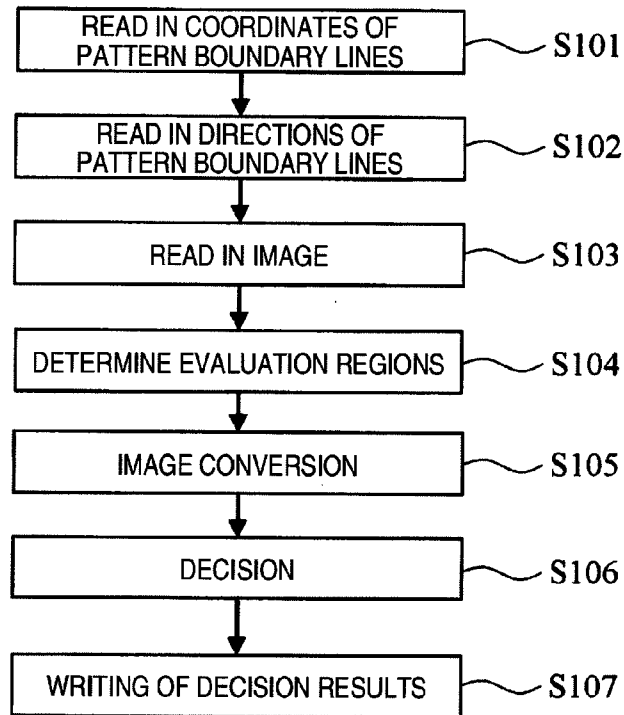 READ IN COORDINATES OF
PATTERN BOUNDARY LINES
S101
READ IN DIRECTIONS OF
PATTERN BOUNDARY LINES
S102
READ IN IMAGE
S103
DETERMINE EVALUATION REGIONS
S104
IMAGE CONVERSION
S105
DECISION
S106
WRITING OF DECISION RESULTS
S107